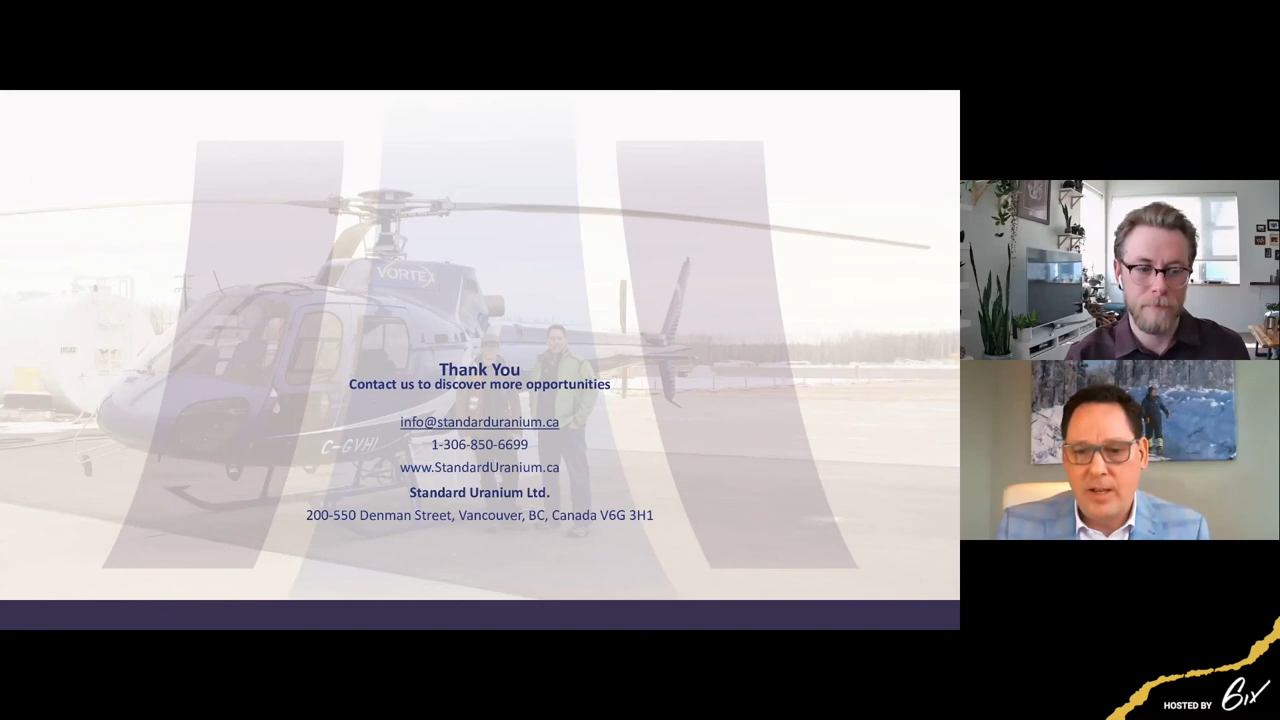 VORTEX
C-GVHI
Thank You
Contact us to discover more opportunities
info@standarduranium.ca
1-306-850-6699
www.StandardUranium.ca
Standard Uranium Ltd.
200-550 Denman Street, Vancouver, BC, Canada V6G 3H1
HOSTED BY 6ix